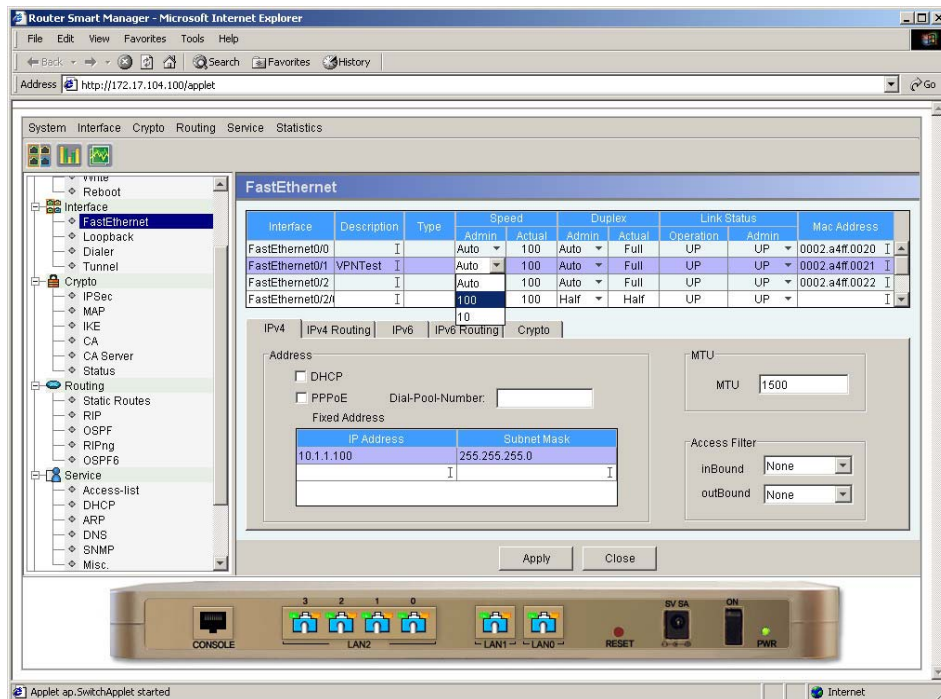 Router Smart Manager - Microsoft Internet Explorer
File Edit View Favorites Tools Help
Back Search Favorites History
Address http://172.17.104.100/applet Go
System Interface Crypto Routing Service Statistics
Write
Reboot
Interface
FastEthernet
Loopback
Dialer
Tunnel
Crypto
IPSec
MAP
IKE
CA
CA Server
Status
Routing
Static Routes
RIP
OSPF
RIPng
OSPF6
Service
Access-list
DHCP
ARP
DNS
SNMP
Misc.
FastEthernet
Interface Description Type Speed Duplex Link Status Mac Address
Admin Actual Admin Actual Operation Admin
FastEthernet0/0 Auto 100 Auto Full UP UP 0002.a4ff.0020
FastEthernet0/1 VPNTest Auto 100 Auto Full UP UP 0002.a4ff.0021
FastEthernet0/2 100 Auto Full UP UP 0002.a4ff.0022
FastEthernet0/2/ 100 Half Half UP UP
Auto
100
10
IPv4 IPv4 Routing IPv6 IPv6 Routing Crypto
Address
DHCP
PPPoE Dial-Pool-Number:
Fixed Address
IP Address Subnet Mask
10.1.1.100 255.255.255.0
MTU
MTU 1500
Access Filter
inBound None
outBound None
Apply Close
CONSOLE
3 2 1 0
LAN2
LAN1 LAN0
RESET
5V 5A
ON
PWR
Applet ap.SwitchApplet started Internet